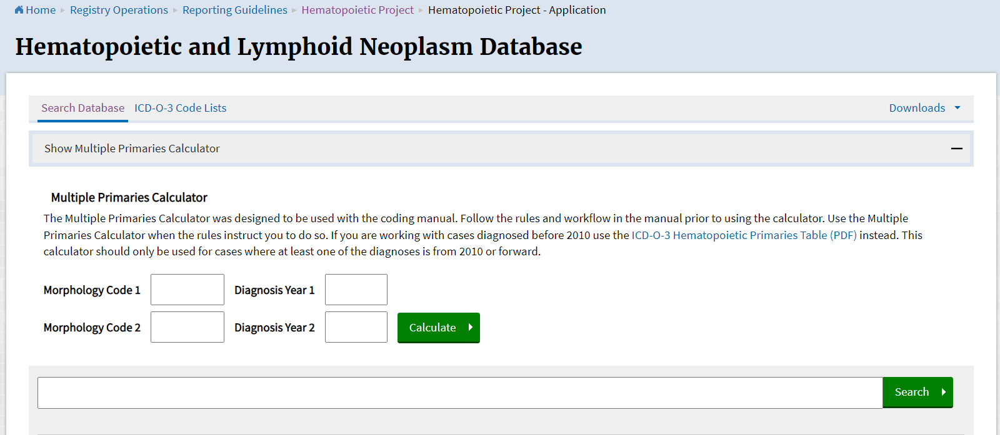 Home Registry Operations Reporting Guidelines Hematopoietic Project Hematopoietic Project - Application
Hematopoietic and Lymphoid Neoplasm Database
Search Database ICD-O-3 Code Lists Downloads
Show Multiple Primaries Calculator
Multiple Primaries Calculator
The Multiple Primaries Calculator was designed to be used with the coding manual. Follow the rules and workflow in the manual prior to using the calculator. Use the Multiple
Primaries Calculator when the rules instruct you to do so. If you are working with cases diagnosed before 2010 use the ICD-O-3 Hematopoietic Primaries Table (PDF) instead. This
calculator should only be used for cases where at least one of the diagnoses is from 2010 or forward.
Morphology Code 1 Diagnosis Year 1
Morphology Code 2 Diagnosis Year 2 Calculate
Search